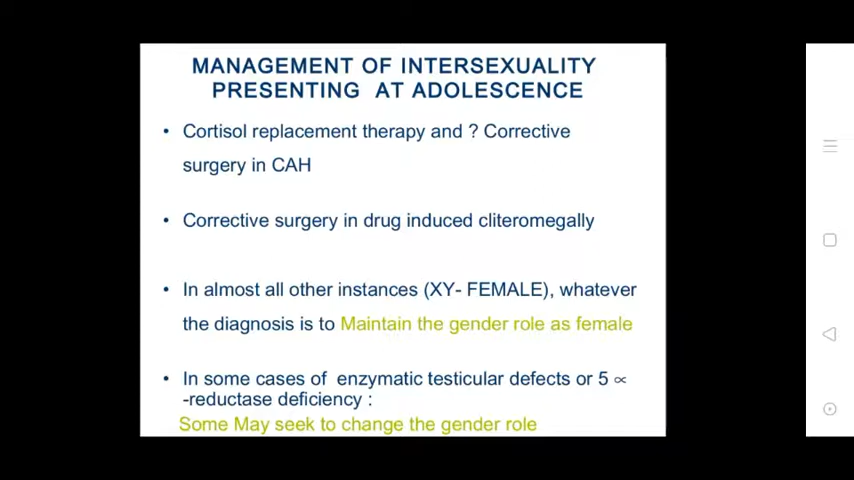 MANAGEMENT OF INTERSEXUALITY
PRESENTING AT ADOLESCENCE
• Cortisol replacement therapy and ? Corrective
surgery in CAH
• Corrective surgery in drug induced cliteromegally
• In almost all other instances (XY- FEMALE), whatever
the diagnosis is to Maintain the gender role as female
• In some cases of enzymatic testicular defects or 5 ∝
-reductase deficiency :
Some May seek to change the gender role